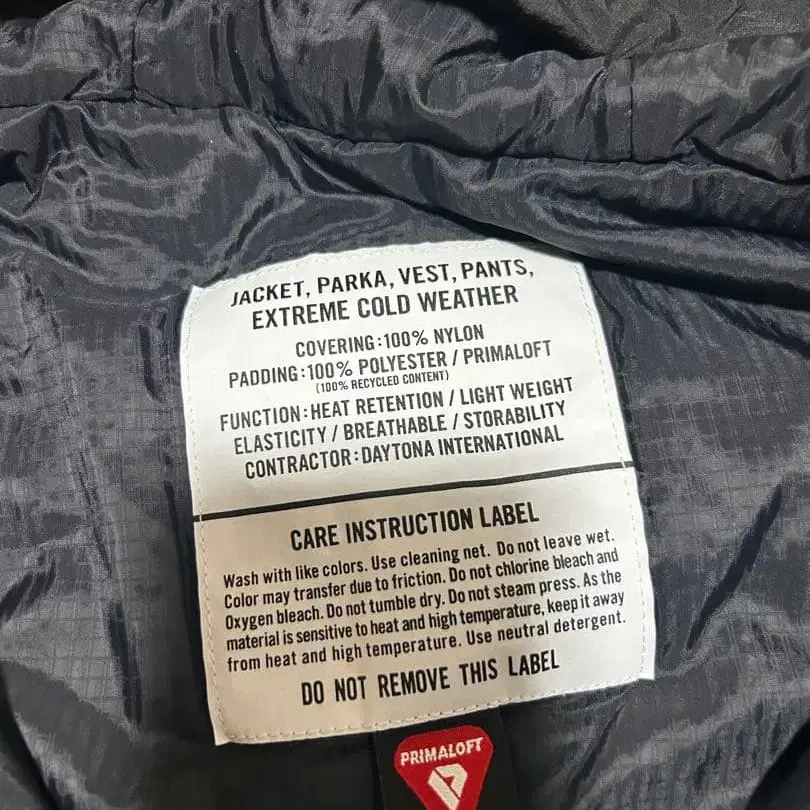 JACKET, PARKA, VEST, PANTS,
EXTREME COLD WEATHER
COVERING:100% NYLON
PADDING:100% POLYESTER / PRIMALOFT
(100% RECYCLED CONTENT)
FUNCTION:HEAT RETENTION / LIGHT WEIGHT
ELASTICITY / BREATHABLE / STORABILITY
CONTRACTOR:DAYTONA INTERNATIONAL
CARE INSTRUCTION LABEL
Wash with like colors. Use cleaning net. Do not leave wet.
Color may transfer due to friction. Do not chlorine bleach and
Oxygen bleach. Do not tumble dry. Do not steam press. As the
material is sensitive to heat and high temperature, keep it away
from heat and high temperature. Use neutral detergent.
DO NOT REMOVE THIS LABEL
PRIMALOFT